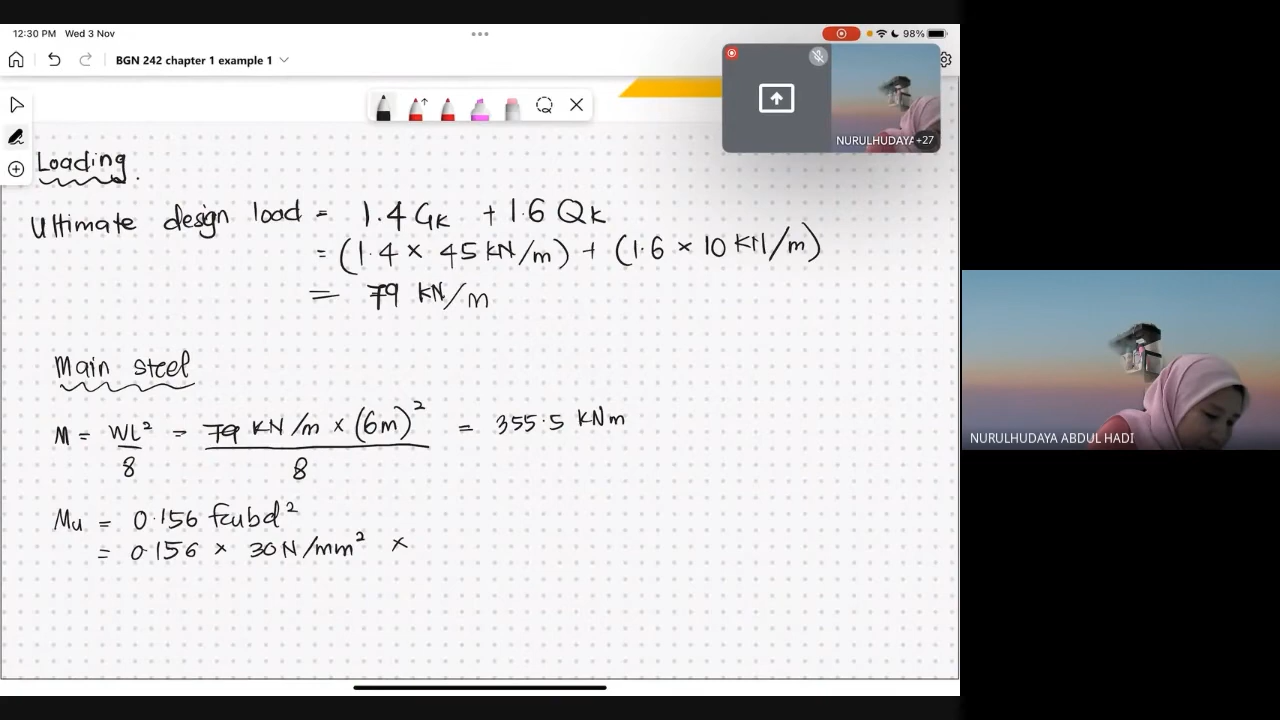 12:30 PM Wed 3 Nov
98%
BGN 242 chapter 1 example 1
NURULHUDAYA +27
Loading.
Ultimate design load = 1.4 Gk + 1.6 Qk
= (1.4 × 45 kN/m) + (1.6 × 10 KN/m)
= 79 kN/m
Main steel
M = WL²/8 = 79 KN/m × (6m)²/8 = 355.5 KNm
Mu = 0.156 fcubd²
= 0.156 × 30N/mm² ×
NURULHUDAYA ABDUL HADI